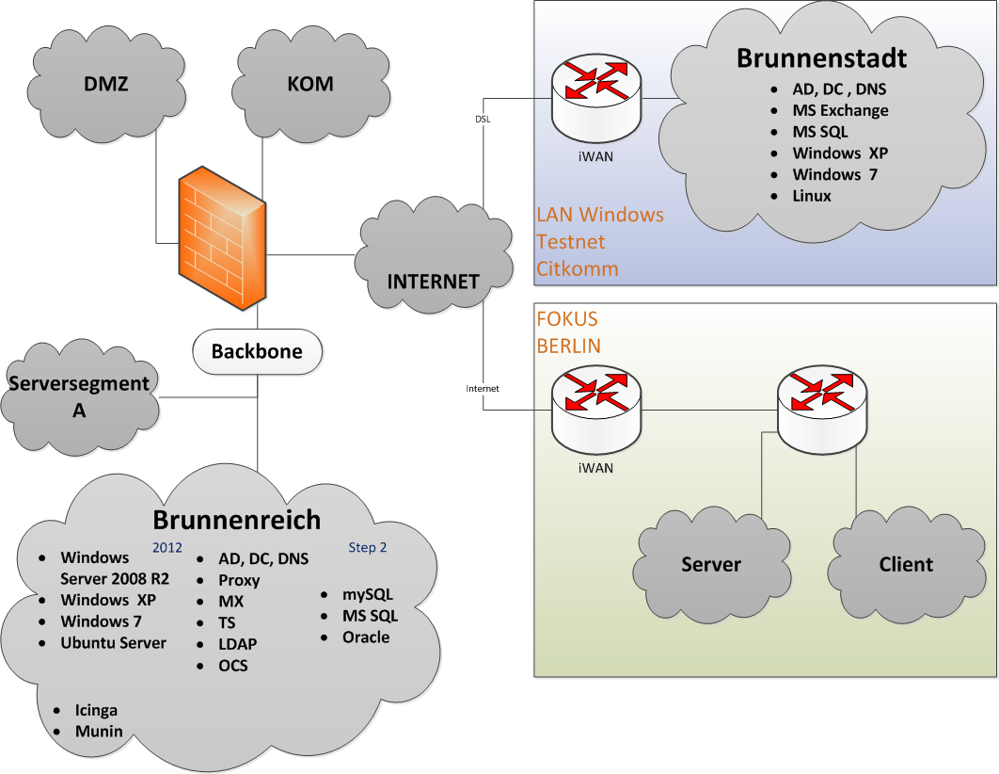 DMZ
KOM
INTERNET
DSL
Internet
iWAN
Brunnenstadt
• AD, DC , DNS
• MS Exchange
• MS SQL
• Windows XP
• Windows 7
• Linux
LAN Windows
Testnet
Citkomm
FOKUS
BERLIN
iWAN
Server
Client
Backbone
Serversegment
A
Brunnenreich
2012
Step 2
• Windows
Server 2008 R2
• Windows XP
• Windows 7
• Ubuntu Server
• AD, DC, DNS
• Proxy
• MX
• TS
• LDAP
• OCS
• mySQL
• MS SQL
• Oracle
• Icinga
• Munin